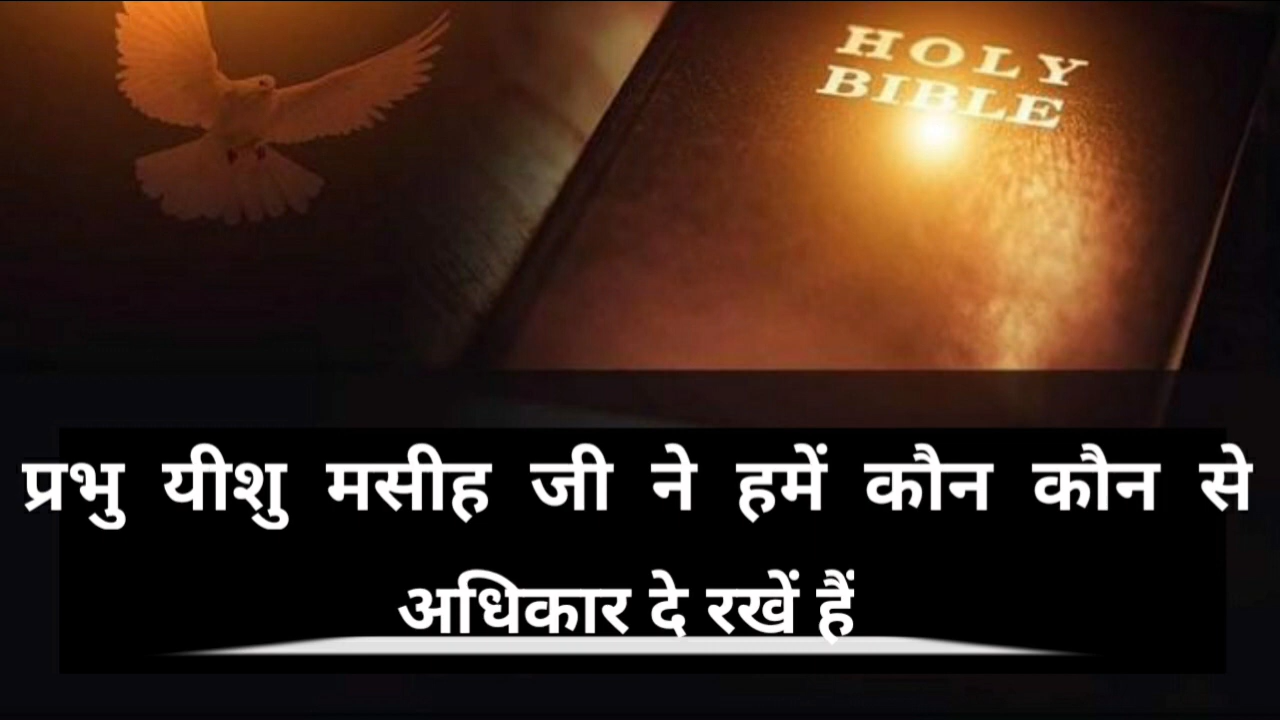 HOLY
BIBLE
प्रभु यीशु मसीह जी ने हमें कौन कौन से
अधिकार दे रखें हैं